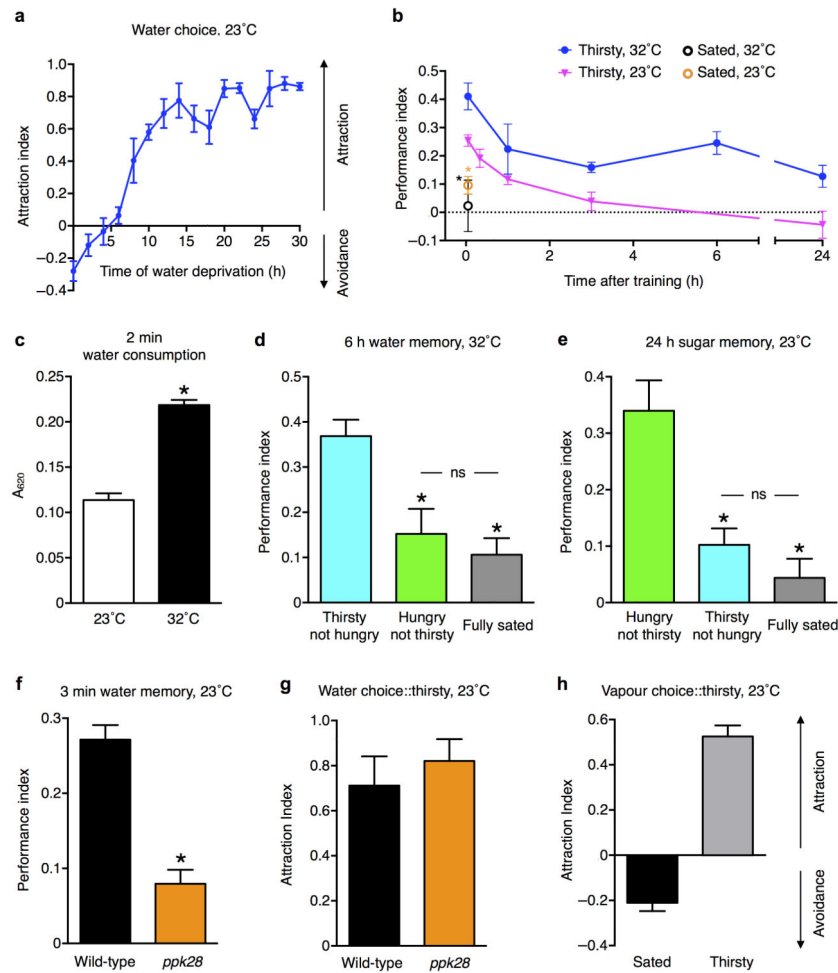 a
Water choice. 23˚C
Attraction index
1.0
0.8
0.6
0.4
0.2
0
−0.2
−0.4
5
10
15
20
25
30
Time of water deprivation (h)
Attraction
Avoidance
b
Thirsty, 32˚C
Sated, 32˚C
Thirsty, 23˚C
Sated, 23˚C
Performance index
0.5
0.4
0.3
0.2
0.1
0
−0.1
*
*
0
2
4
6
24
Time after training (h)
c
2 min
water consumption
A620
0.25
0.20
0.15
0.10
0.05
0
*
23˚C
32˚C
d
6 h water memory, 32˚C
Performance index
0.5
0.4
0.3
0.2
0.1
0
ns
*
*
Thirsty
not hungry
Hungry
not thirsty
Fully sated
e
24 h sugar memory, 23˚C
Performance index
0.4
0.3
0.2
0.1
0
ns
*
*
Hungry
not thirsty
Thirsty
not hungry
Fully sated
f
3 min water memory, 23˚C
Performance index
0.3
0.2
0.1
0
*
Wild-type
ppk28
g
Water choice::thirsty, 23˚C
Attraction Index
1.0
0.8
0.6
0.4
0.2
0
Wild-type
ppk28
h
Vapour choice::thirsty, 23˚C
Attraction Index
0.6
0.4
0.2
0
−0.2
−0.4
Sated
Thirsty
Attraction
Avoidance